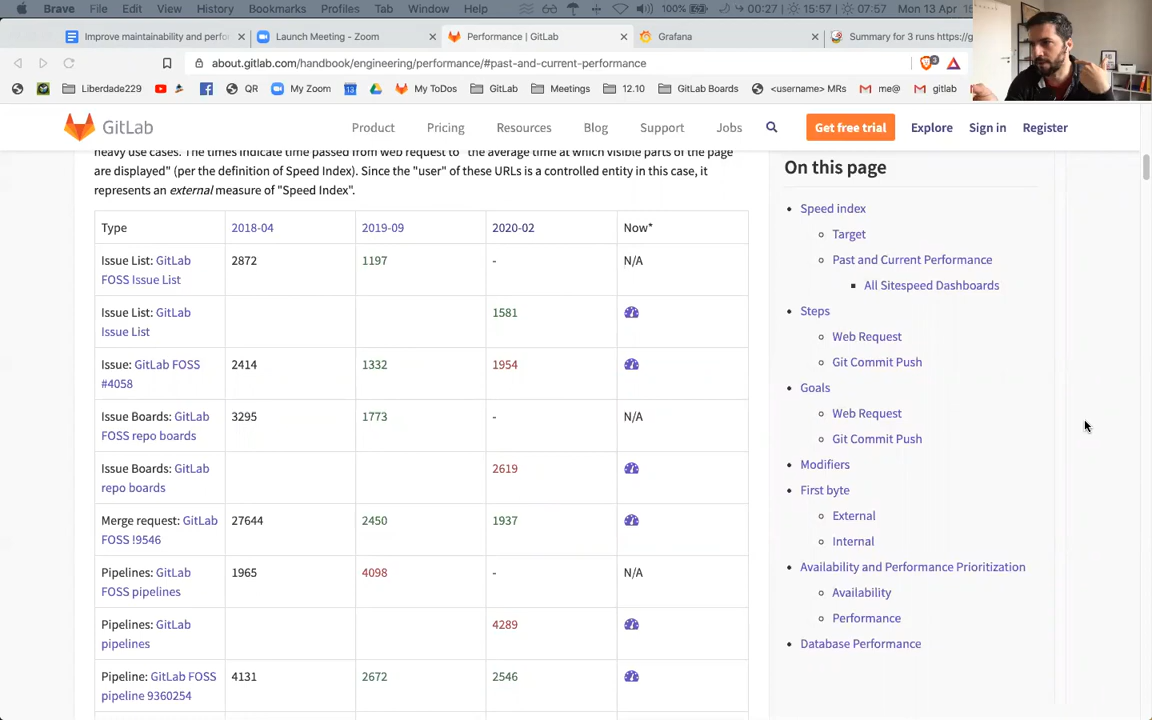 Brave File Edit View History Bookmarks Profiles Tab Window Help 100% 00:27 15:57 07:57 Mon 13 Apr
Improve maintainability and perfo × Launch Meeting - Zoom × Performance | GitLab × Grafana × Summary for 3 runs https://g
about.gitlab.com/handbook/engineering/performance/#past-and-current-performance
Liberdade229 QR My Zoom My ToDos GitLab Meetings 12.10 GitLab Boards <username> MRs me@ gitlab
GitLab Product Pricing Resources Blog Support Jobs Get free trial Explore Sign in Register
heavy use cases. The times indicate time passed from web request to "the average time at which visible parts of the page
are displayed" (per the definition of Speed Index). Since the "user" of these URLs is a controlled entity in this case, it
represents an external measure of "Speed Index".
Type 2018-04 2019-09 2020-02 Now*
Issue List: GitLab 2872 1197 - N/A
FOSS Issue List
Issue List: GitLab 1581
Issue List
Issue: GitLab FOSS 2414 1332 1954
#4058
Issue Boards: GitLab 3295 1773 - N/A
FOSS repo boards
Issue Boards: GitLab 2619
repo boards
Merge request: GitLab 27644 2450 1937
FOSS !9546
Pipelines: GitLab 1965 4098 - N/A
FOSS pipelines
Pipelines: GitLab 4289
pipelines
Pipeline: GitLab FOSS 4131 2672 2546
pipeline 9360254
On this page
Speed index
Target
Past and Current Performance
All Sitespeed Dashboards
Steps
Web Request
Git Commit Push
Goals
Web Request
Git Commit Push
Modifiers
First byte
External
Internal
Availability and Performance Prioritization
Availability
Performance
Database Performance